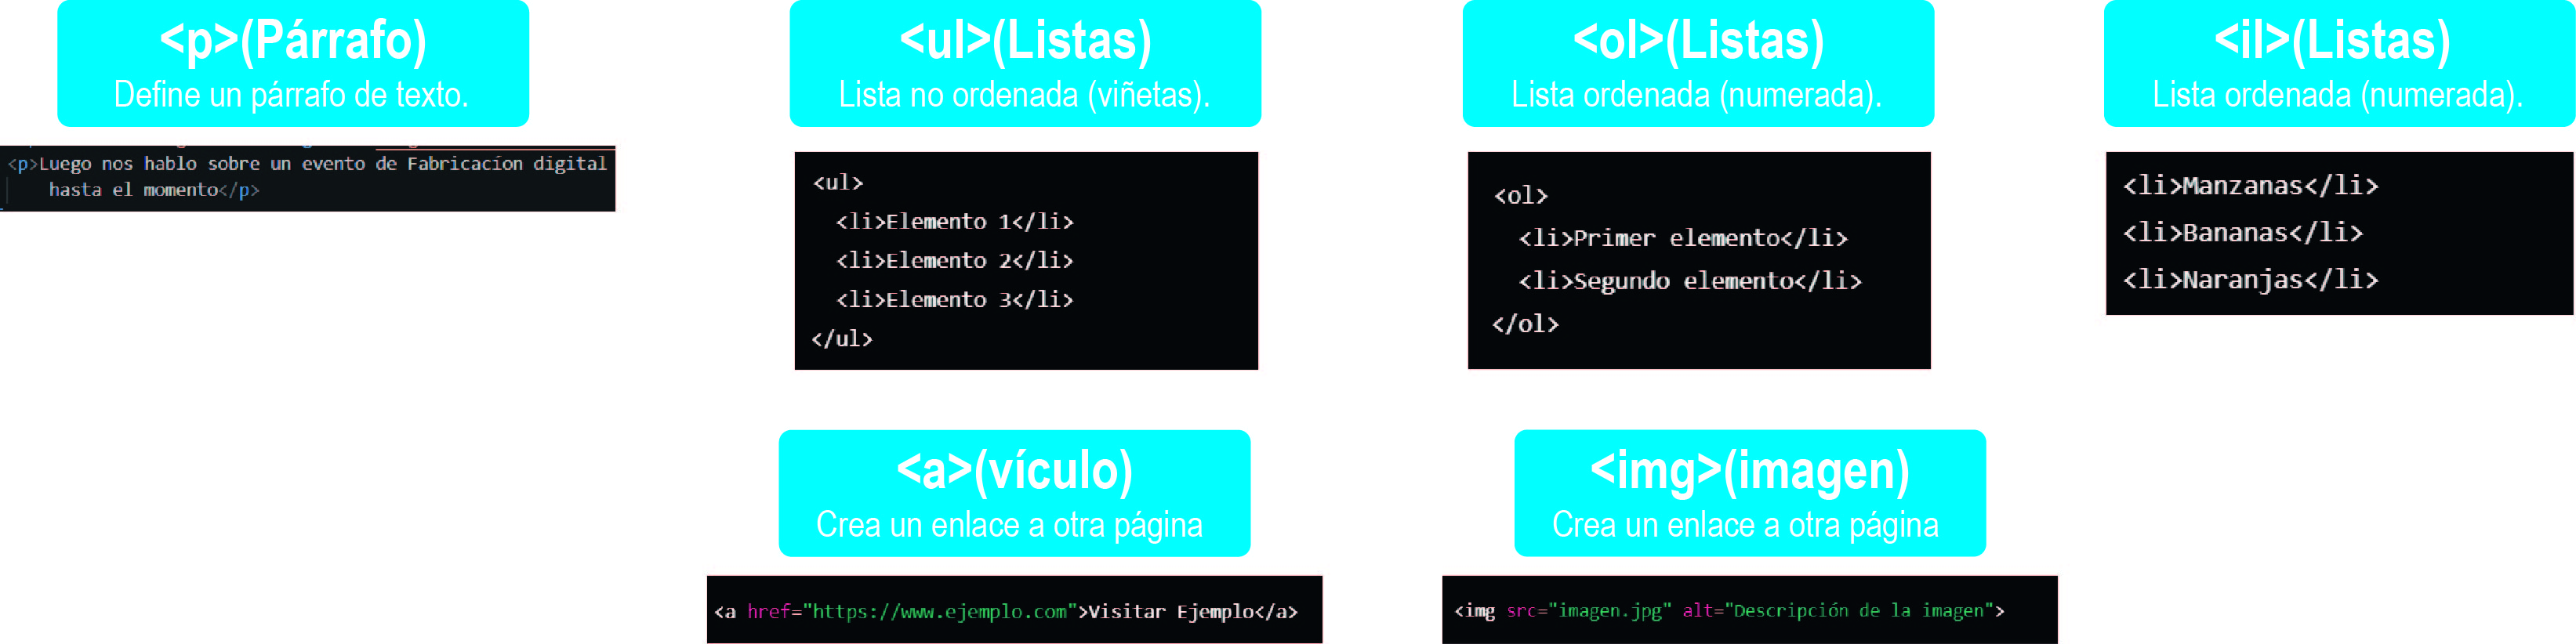 <p>(Párrafo)
Define un párrafo de texto.
<p>Luego nos hablo sobre un evento de Fabricacíon digital
hasta el momento</p>
<ul>(Listas)
Lista no ordenada (viñetas).
<ul>
<li>Elemento 1</li>
<li>Elemento 2</li>
<li>Elemento 3</li>
</ul>
<ol>(Listas)
Lista ordenada (numerada).
<ol>
<li>Primer elemento</li>
<li>Segundo elemento</li>
</ol>
<il>(Listas)
Lista ordenada (numerada).
<li>Manzanas</li>
<li>Bananas</li>
<li>Naranjas</li>
<a>(vículo)
Crea un enlace a otra página
<a href="https://www.ejemplo.com">Visitar Ejemplo</a>
<img>(imagen)
Crea un enlace a otra página
<img src="imagen.jpg" alt="Descripción de la imagen">